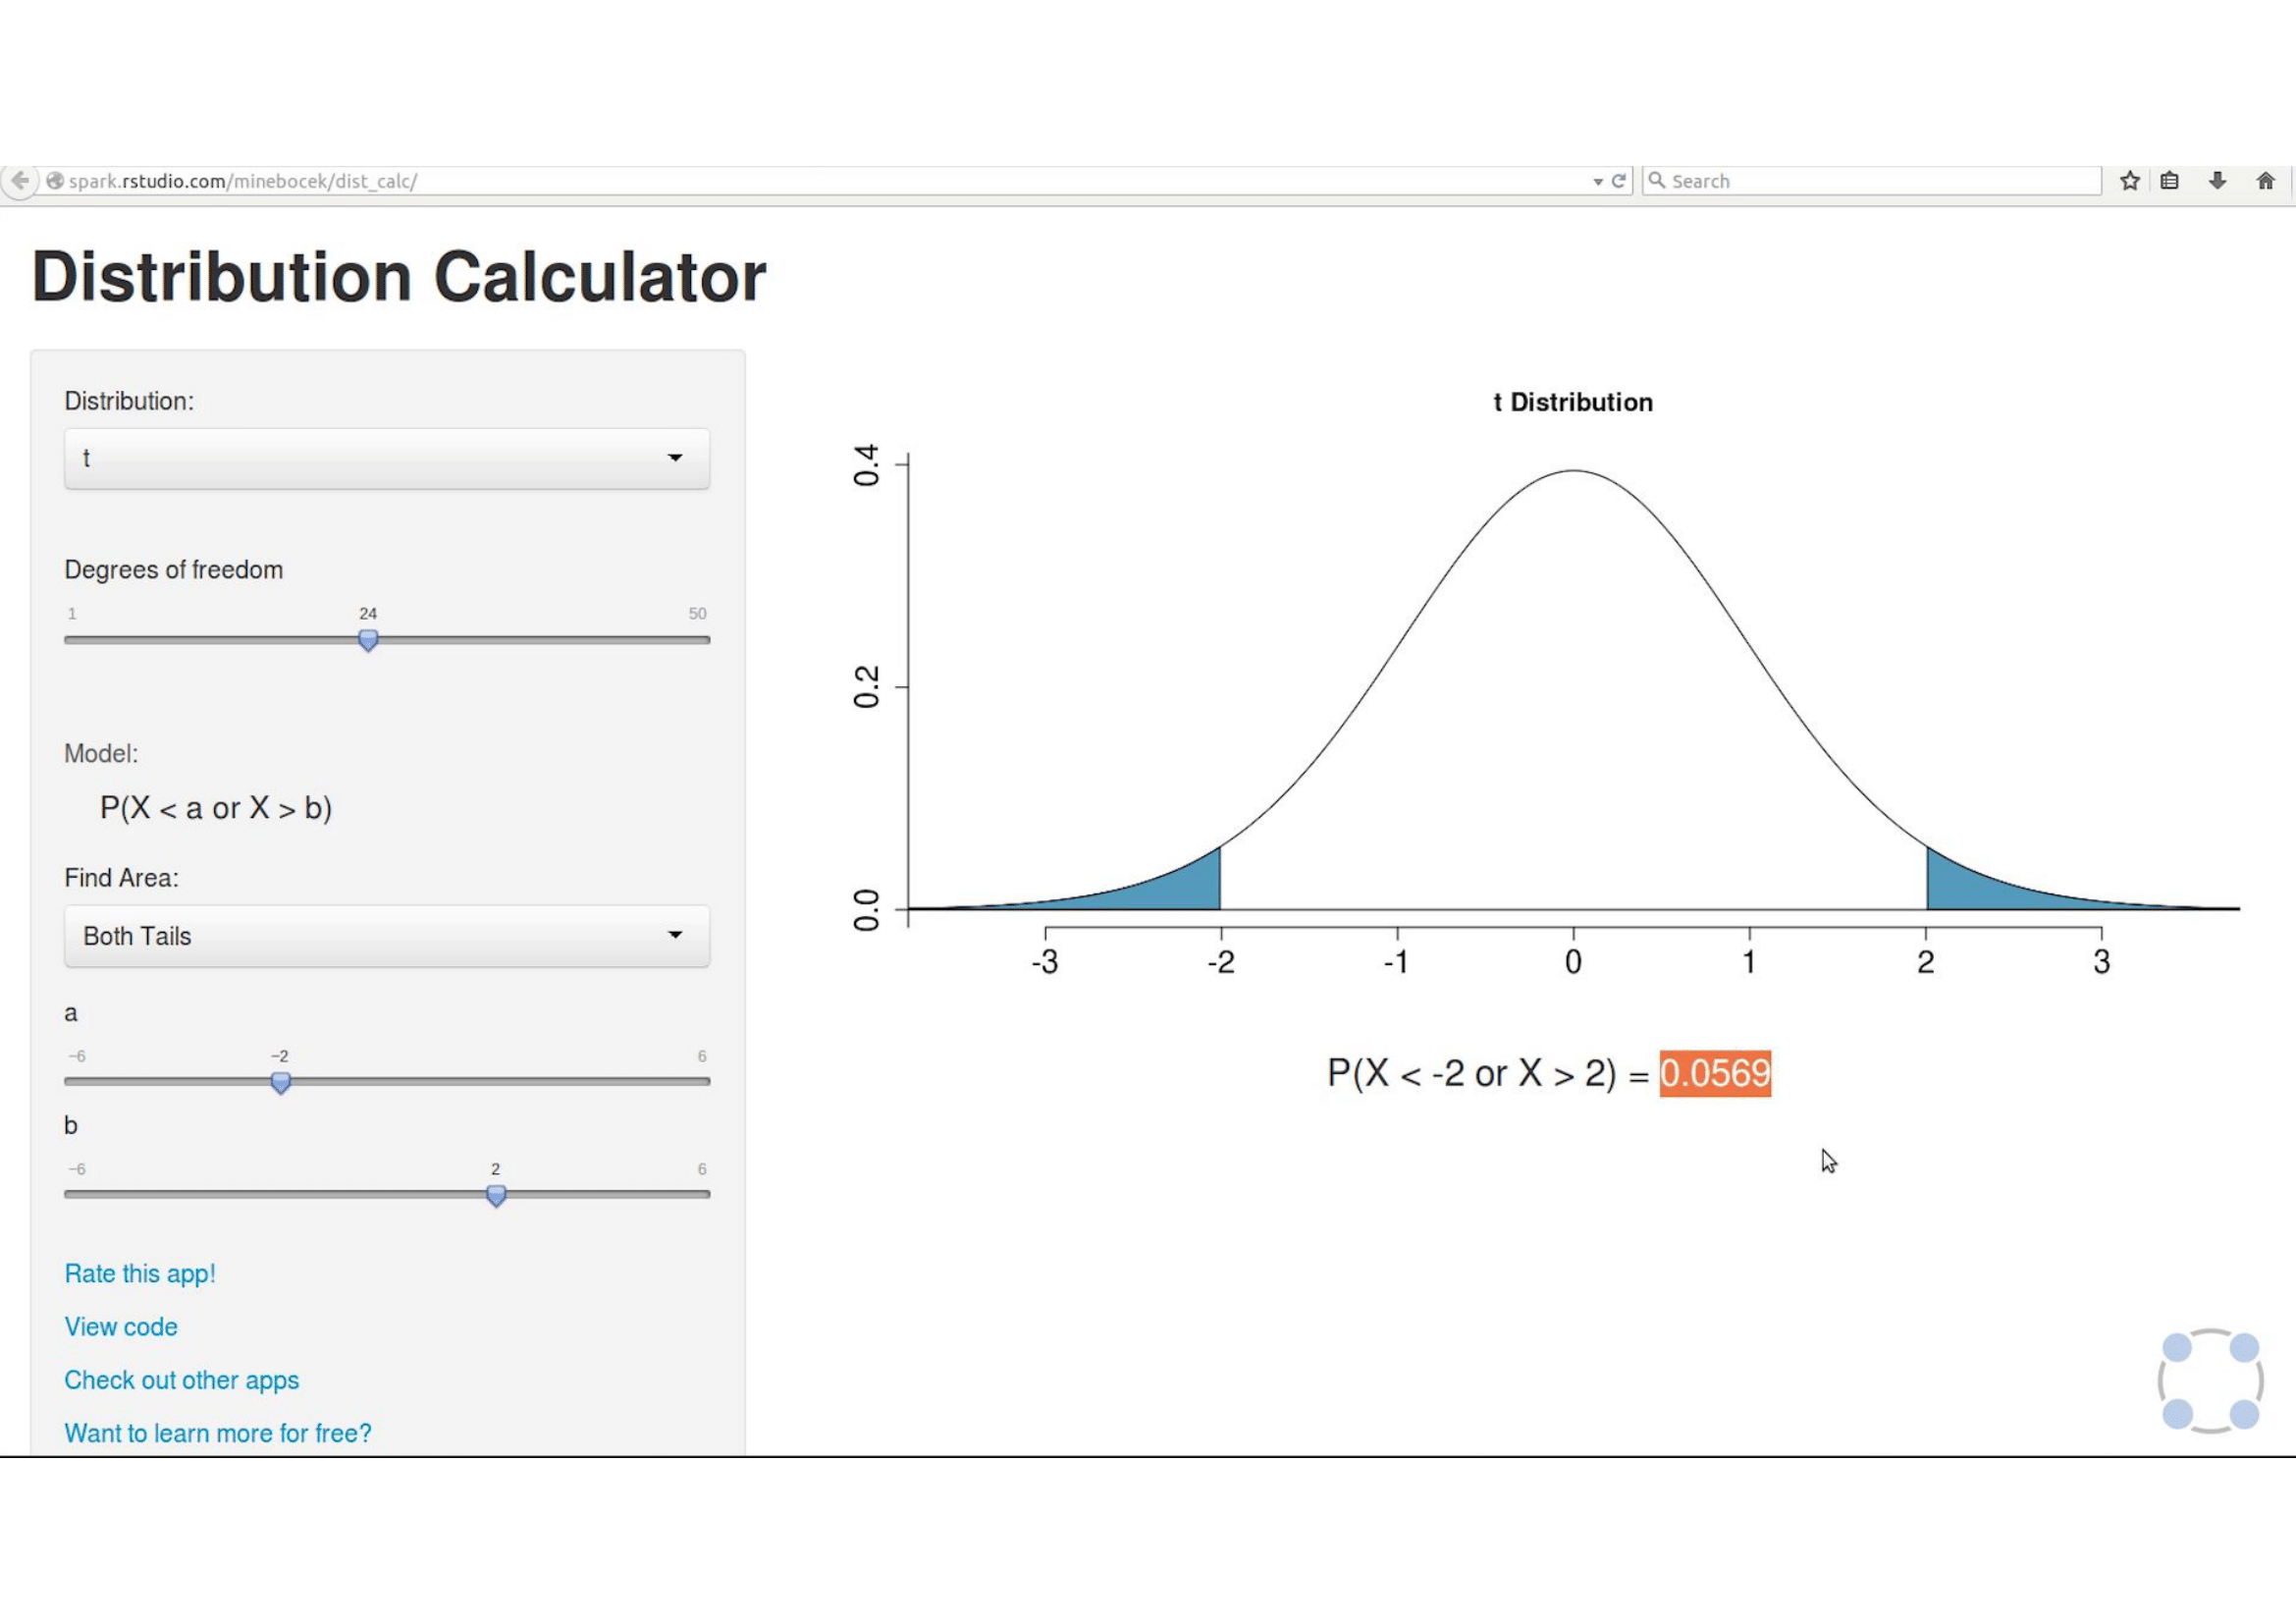 spark.rstudio.com/minebocek/dist_calc/
Search
Distribution Calculator
Distribution:
t
Degrees of freedom
1 24 50
Model:
P(X < a or X > b)
Find Area:
Both Tails
a
−6 −2 6
b
−6 2 6
Rate this app!
View code
Check out other apps
Want to learn more for free?
t Distribution
0.4
0.2
0.0
-3 -2 -1 0 1 2 3
P(X < -2 or X > 2) = 0.0569